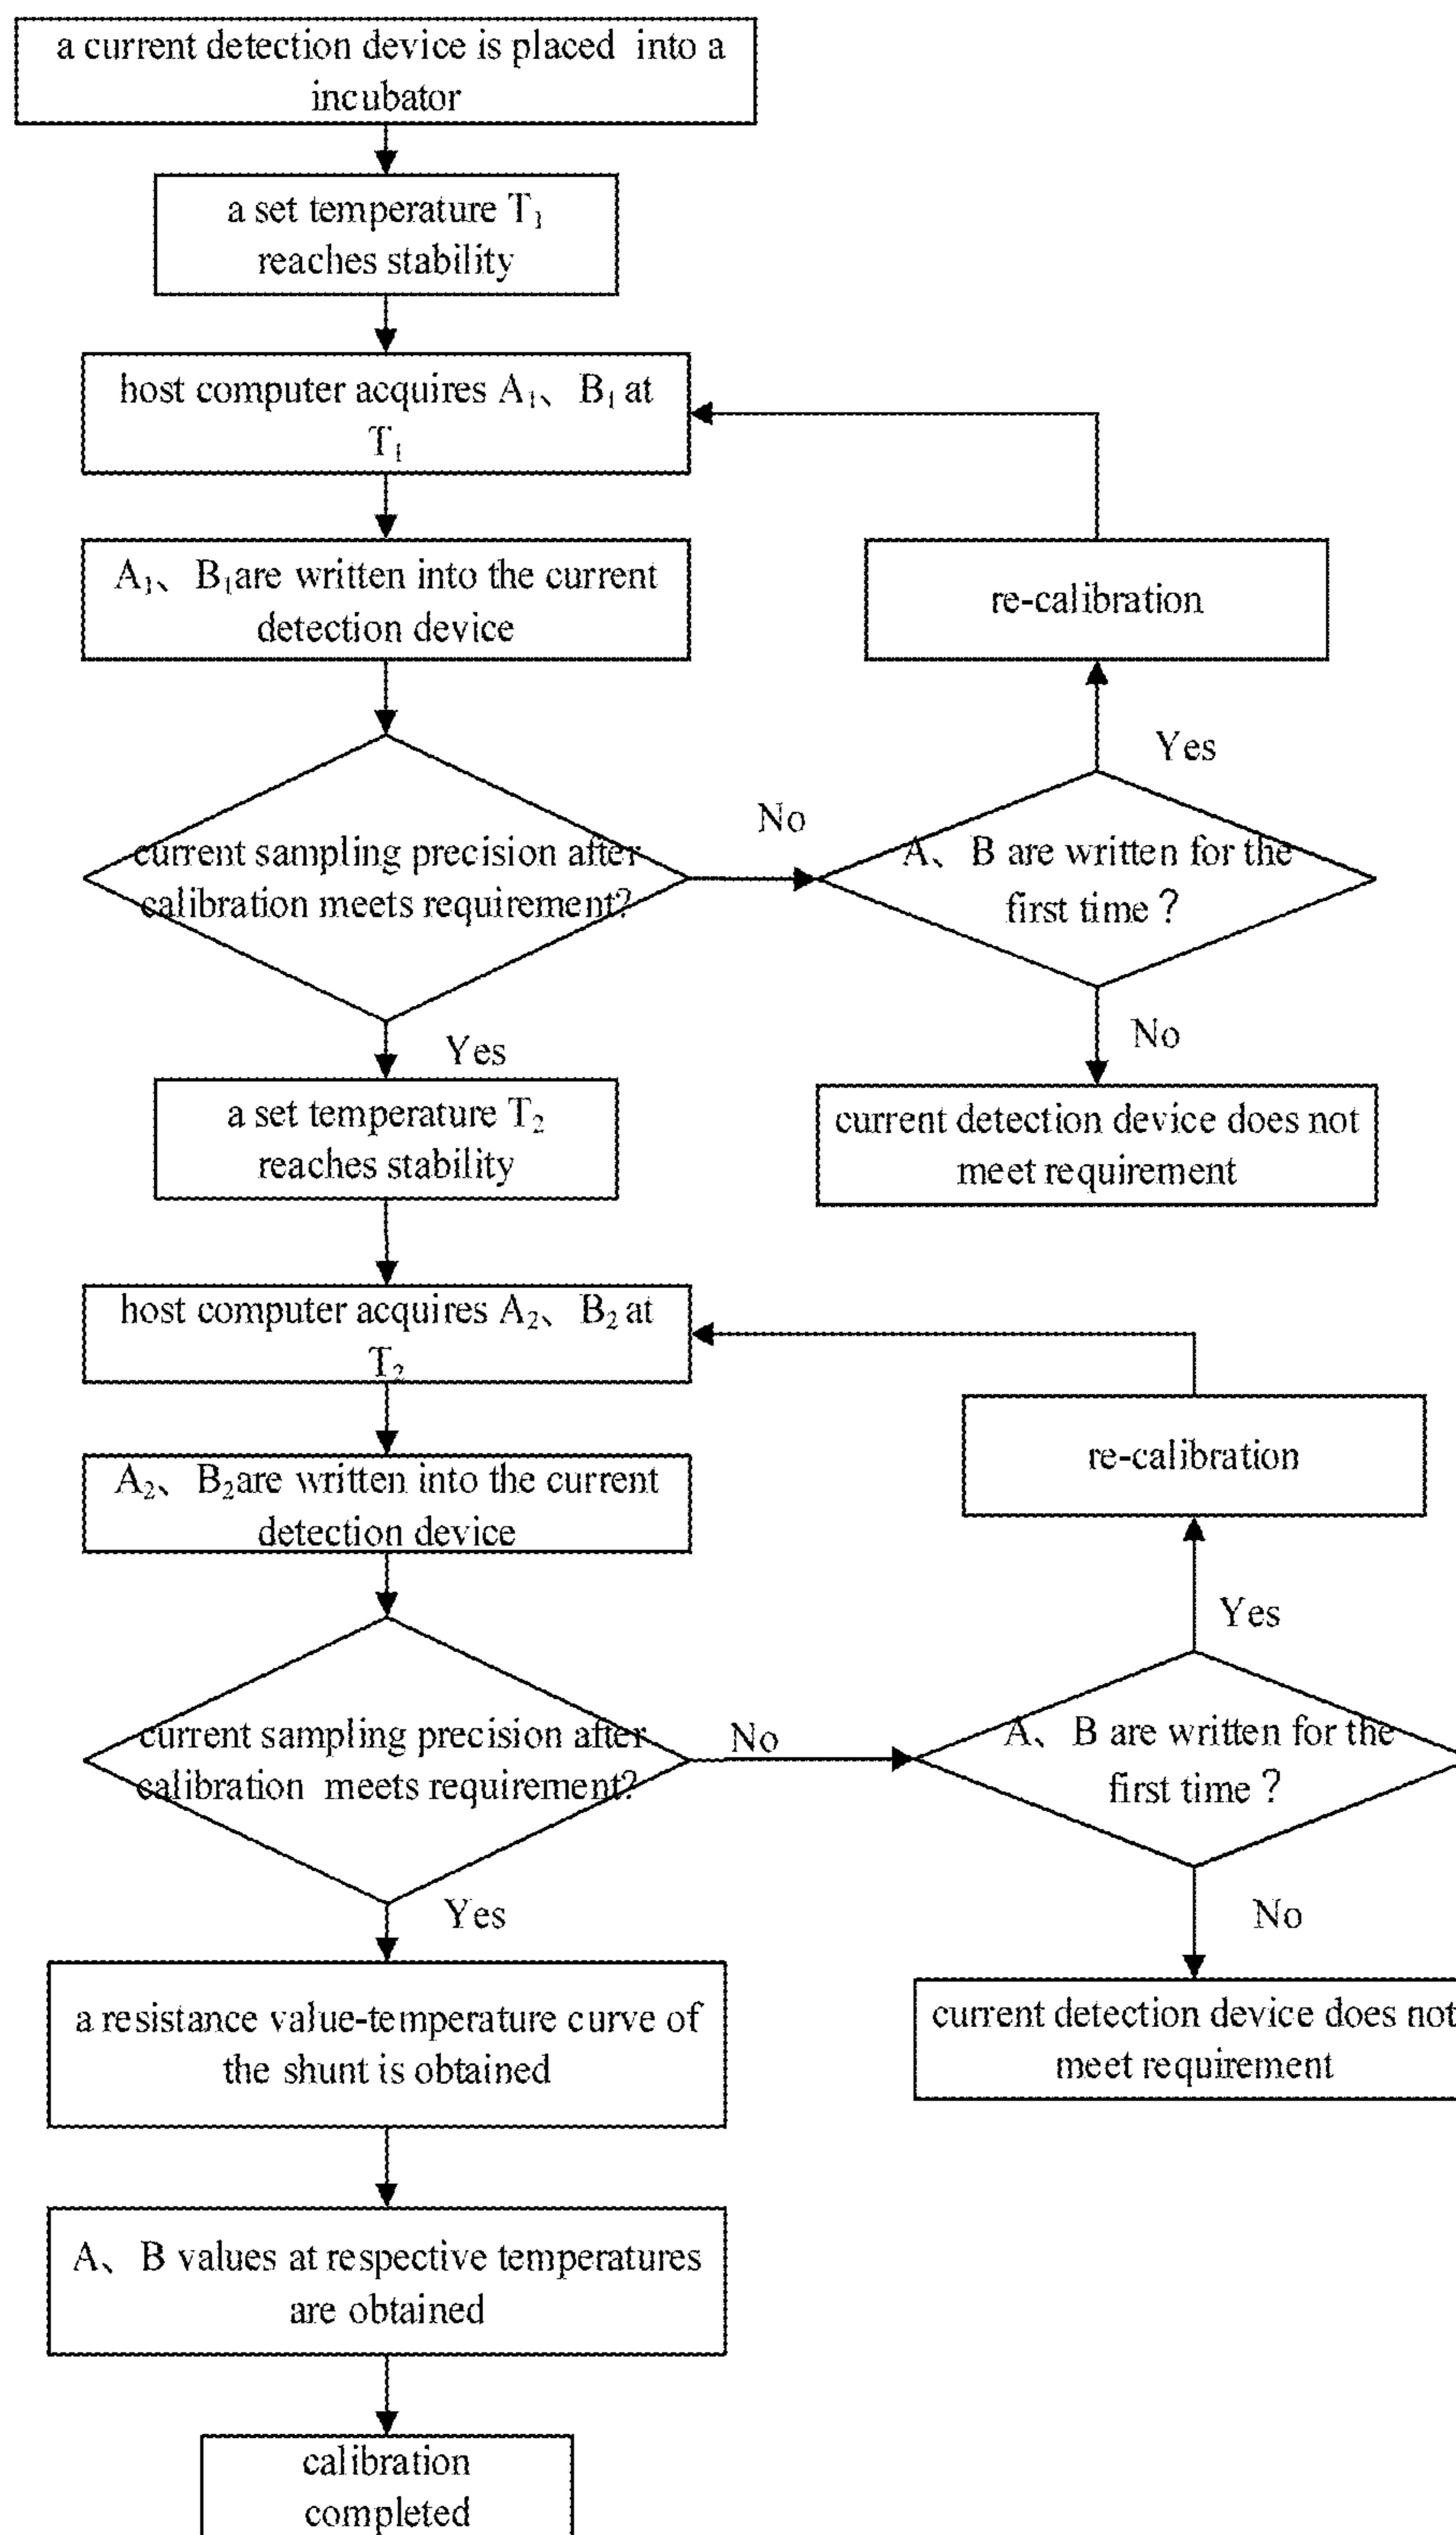 a current detection device is placed into a
incubator
a set temperature T₁
reaches stability
host computer acquires A₁、 B₁ at
T₁
A₁、 B₁are written into the current
detection device
re-calibration
Yes
No
current sampling precision after
calibration meets requirement?
A、 B are written for the
first time ?
Yes
No
a set temperature T₂
reaches stability
current detection device does not
meet requirement
host computer acquires A₂、 B₂ at
T₂
A₂、 B₂are written into the current
detection device
re-calibration
Yes
No
current sampling precision after
calibration meets requirement?
A、 B are written for the
first time ?
Yes
No
a resistance value-temperature curve of
the shunt is obtained
current detection device does not
meet requirement
A、 B values at respective temperatures
are obtained
calibration
completed